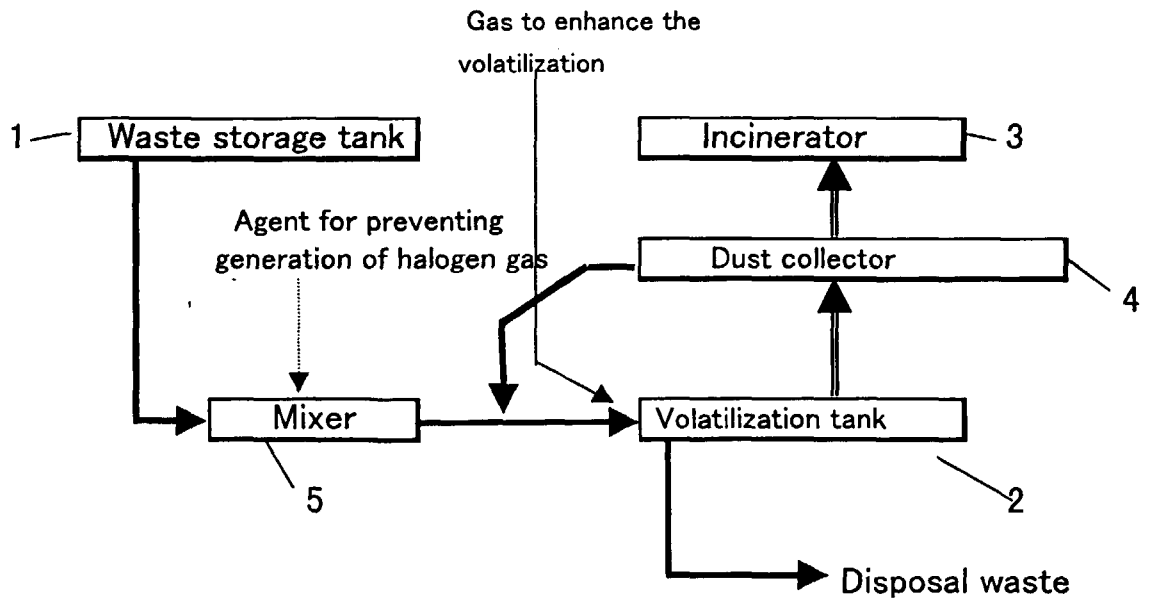 Gas to enhance the
volatilization
1
Waste storage tank
Incinerator
3
Agent for preventing
generation of halogen gas
Dust collector
4
Mixer
Volatilization tank
5
2
Disposal waste